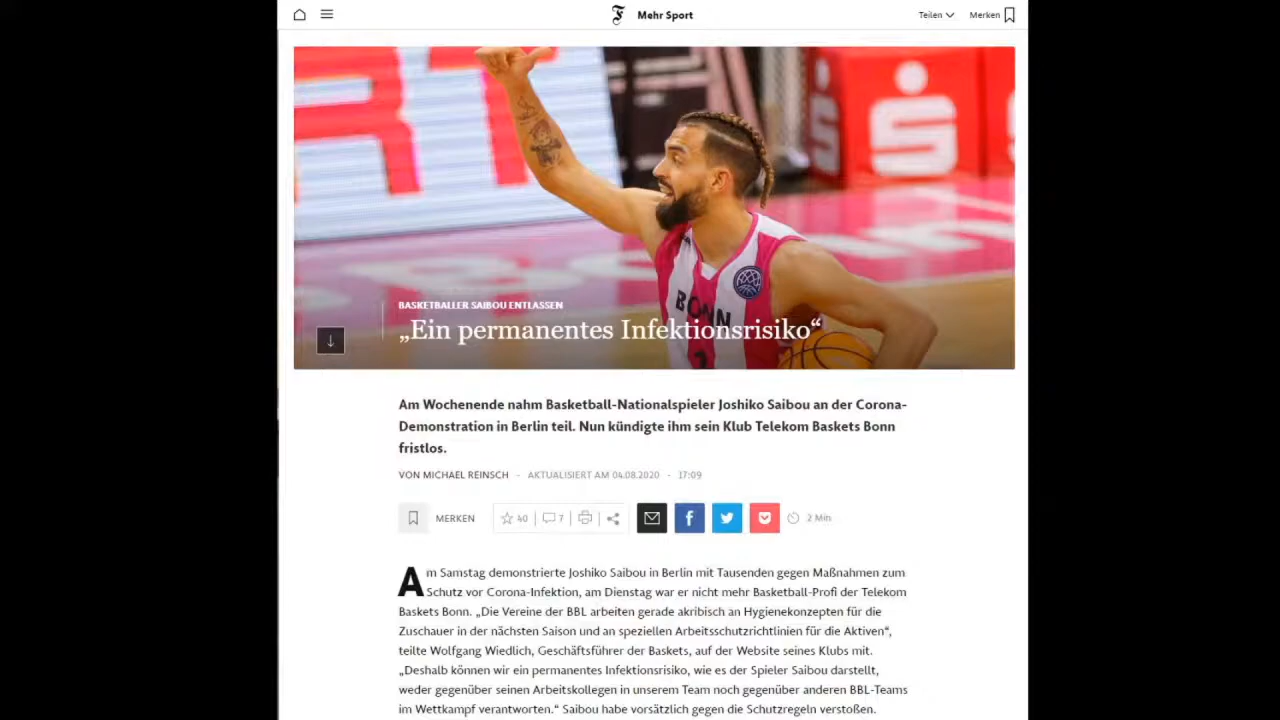 Mehr Sport
Teilen
Merken
BONN
BASKETBALLER SAIBOU ENTLASSEN
„Ein permanentes Infektionsrisiko“
Am Wochenende nahm Basketball-Nationalspieler Joshiko Saibou an der Corona-
Demonstration in Berlin teil. Nun kündigte ihm sein Klub Telekom Baskets Bonn
fristlos.
VON MICHAEL REINSCH - AKTUALISIERT AM 04.08.2020 - 17:09
MERKEN 40 7 2 Min
Am Samstag demonstrierte Joshiko Saibou in Berlin mit Tausenden gegen Maßnahmen zum
Schutz vor Corona-Infektion, am Dienstag war er nicht mehr Basketball-Profi der Telekom
Baskets Bonn. „Die Vereine der BBL arbeiten gerade akribisch an Hygienekonzepten für die
Zuschauer in der nächsten Saison und an speziellen Arbeitsschutzrichtlinien für die Aktiven“,
teilte Wolfgang Wiedlich, Geschäftsführer der Baskets, auf der Website seines Klubs mit.
„Deshalb können wir ein permanentes Infektionsrisiko, wie es der Spieler Saibou darstellt,
weder gegenüber seinen Arbeitskollegen in unserem Team noch gegenüber anderen BBL-Teams
im Wettkampf verantworten.“ Saibou habe vorsätzlich gegen die Schutzregeln verstoßen.